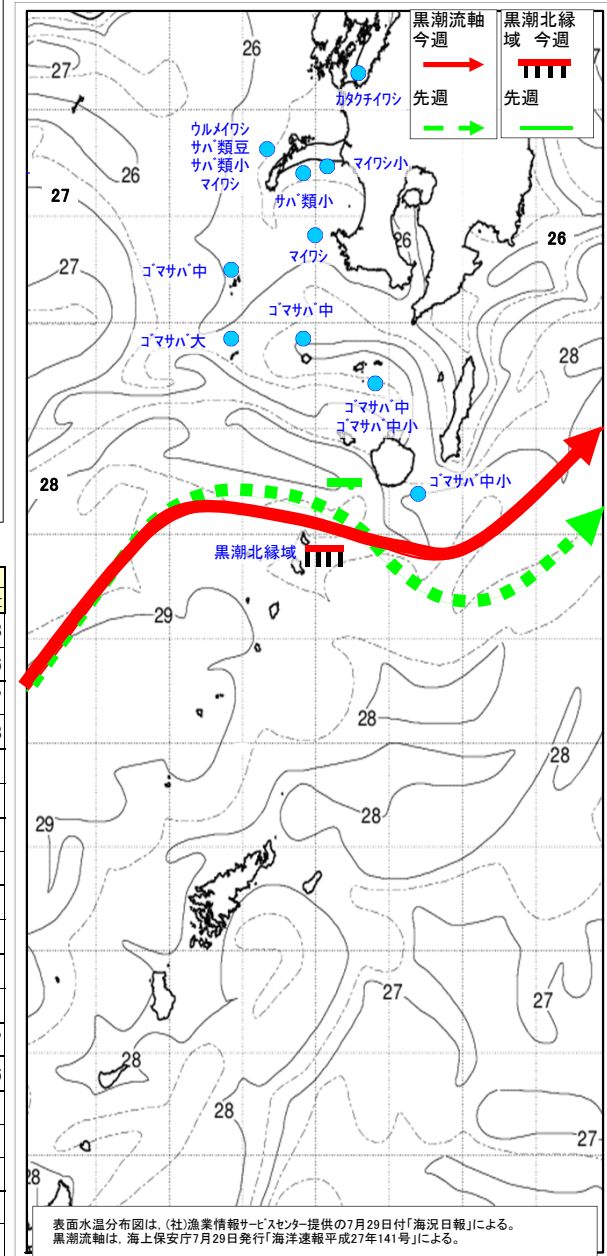 黒潮流軸
今週
先週
黒潮北縁
域 今週
先週
26
27
カタクチイワシ
ウルメイワシ
サバ類豆
サバ類小
マイワシ
マイワシ小
26
サバ類小
27
26
26
マイワシ
27
ゴマサバ中
ゴマサバ中
ゴマサバ大
28
ゴマサバ中
ゴマサバ中小
28
ゴマサバ中小
黒潮北縁域
29
28
28
28
29
27
27
28
28
27
28
表面水温分布図は、(社)漁業情報サービスセンター提供の7月29日付「海況日報」による。
黒潮流軸は、海上保安庁7月29日発行「海洋速報平成27年141号」による。